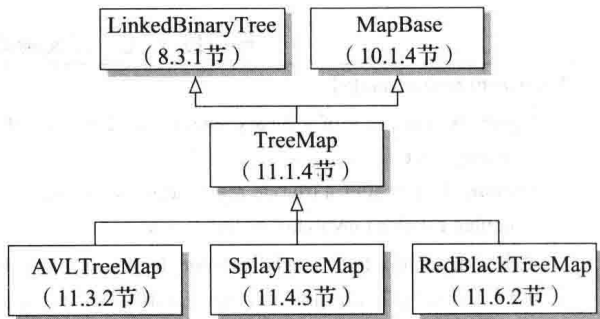 LinkedBinaryTree
（8.3.1节）
MapBase
（10.1.4节）
TreeMap
（11.1.4节）
AVLTreeMap
（11.3.2节）
SplayTreeMap
（11.4.3节）
RedBlackTreeMap
（11.6.2节）